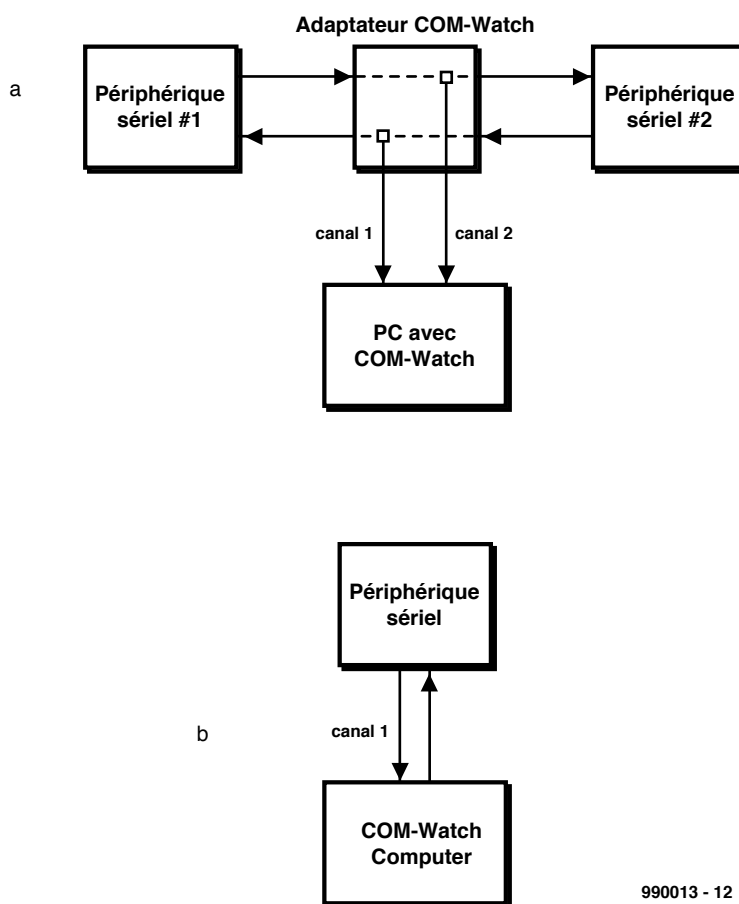 Adaptateur COM-Watch
a
Périphérique
sériel #1
Périphérique
sériel #2
canal 1
canal 2
PC avec
COM-Watch
Périphérique
sériel
b
canal 1
COM-Watch
Computer
990013 - 12